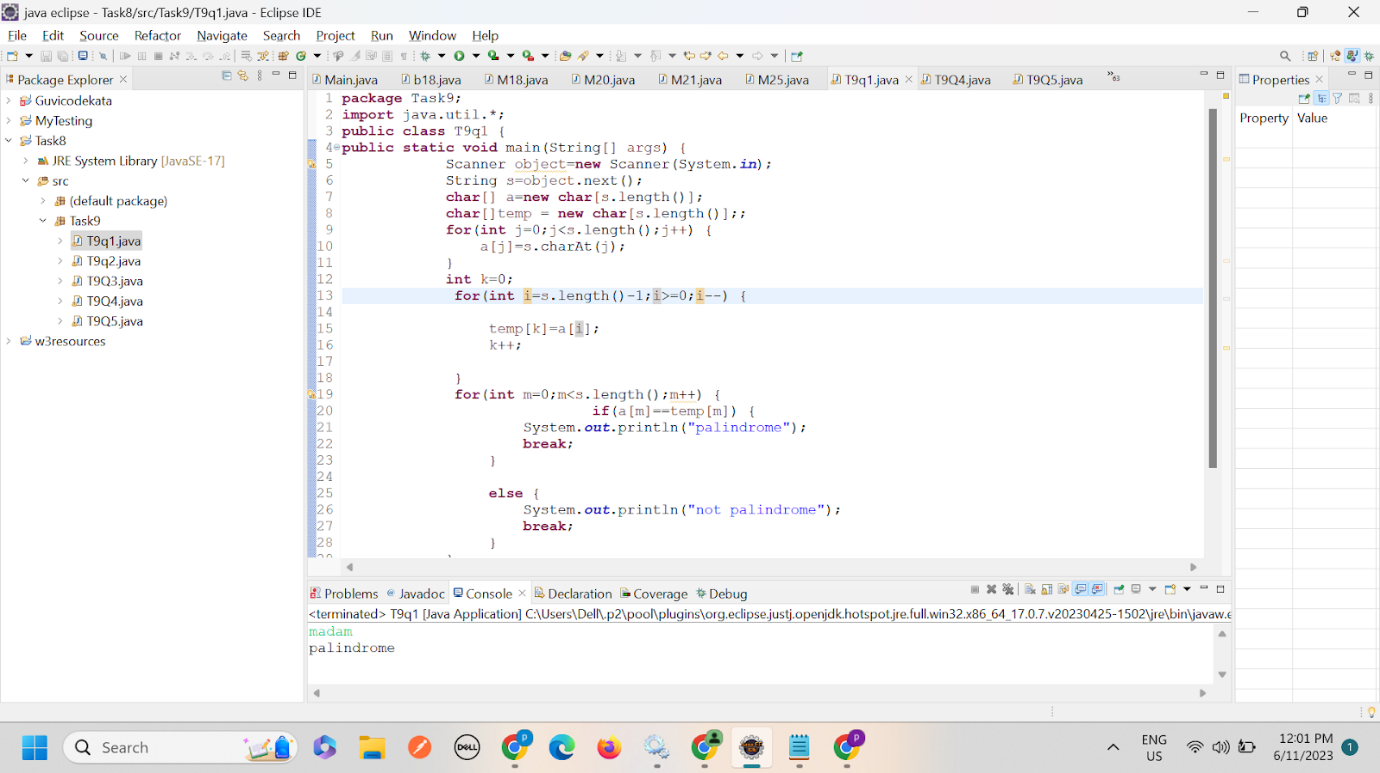 java eclipse - Task8/src/Task9/T9q1.java - Eclipse IDE
File Edit Source Refactor Navigate Search Project Run Window Help
Package Explorer
Guvicodekata
MyTesting
Task8
JRE System Library [JavaSE-17]
src
(default package)
Task9
T9q1.java
T9q2.java
T9Q3.java
T9Q4.java
T9Q5.java
w3resources
Main.java b18.java M18.java M20.java M21.java M25.java T9q1.java T9Q4.java T9Q5.java »63
1 package Task9;
2 import java.util.*;
3 public class T9q1 {
4 public static void main(String[] args) {
5 Scanner object=new Scanner(System.in);
6 String s=object.next();
7 char[] a=new char[s.length()];
8 char[]temp = new char[s.length()];;
9 for(int j=0;j<s.length();j++) {
10 a[j]=s.charAt(j);
11 }
12 int k=0;
13 for(int i=s.length()-1;i>=0;i--) {
14
15 temp[k]=a[i];
16 k++;
17
18 }
19 for(int m=0;m<s.length();m++) {
20 if(a[m]==temp[m]) {
21 System.out.println("palindrome");
22 break;
23 }
24
25 else {
26 System.out.println("not palindrome");
27 break;
28 }
Properties
Property Value
Problems Javadoc Console Declaration Coverage Debug
<terminated> T9q1 [Java Application] C:\Users\Dell\.p2\pool\plugins\org.eclipse.justj.openjdk.hotspot.jre.full.win32.x86_64_17.0.7.v20230425-1502\jre\bin\javaw.e
madam
palindrome
Search
DELL
P
P
ENG
US
12:01 PM
6/11/2023
1